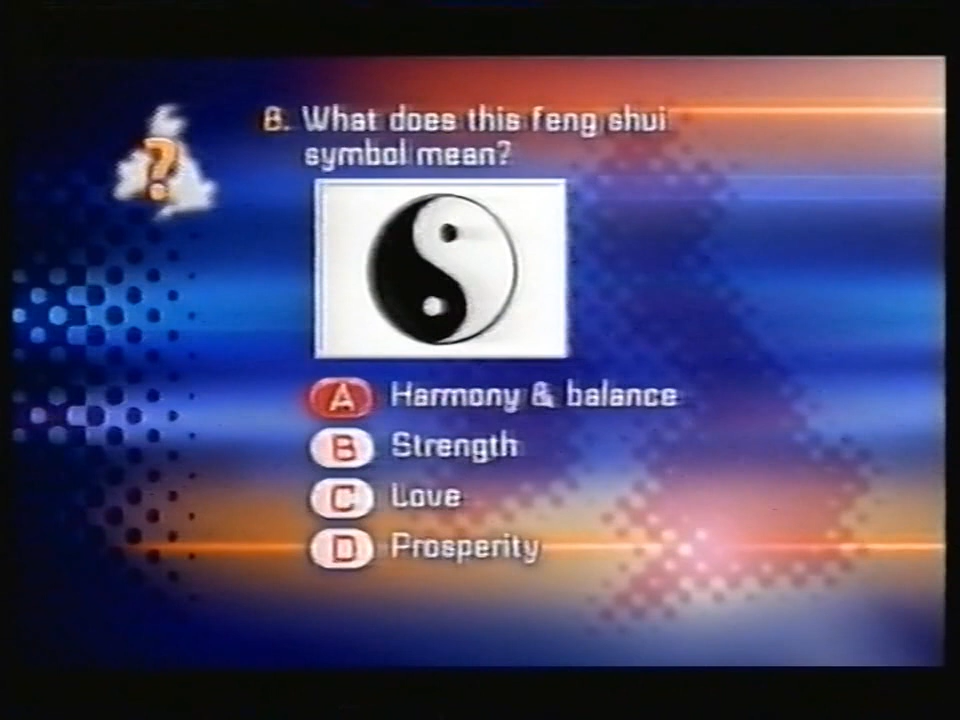 ?
8. What does this feng shui
symbol mean?
A Harmony & balance
B Strength
C Love
D Prosperity